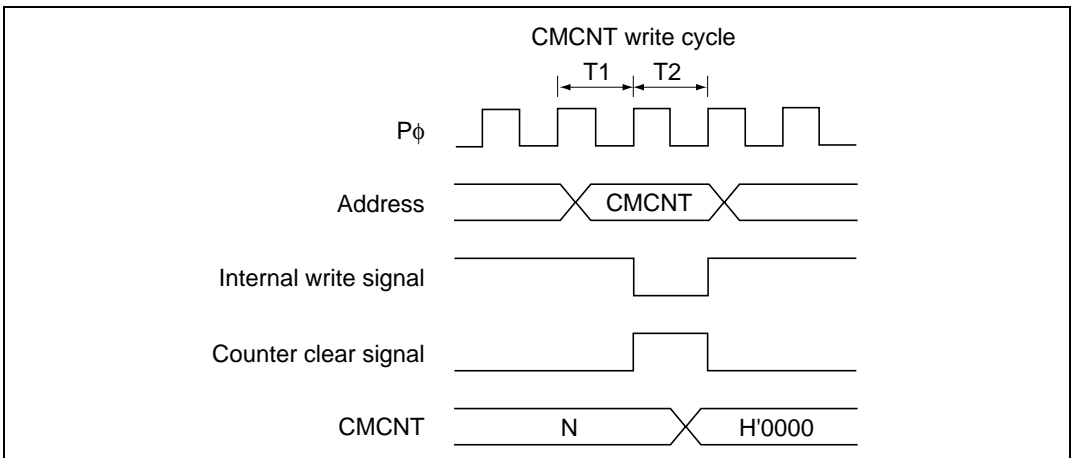 CMCNT write cycle
T1 T2
Pϕ
Address CMCNT
Internal write signal
Counter clear signal
CMCNT N H'0000